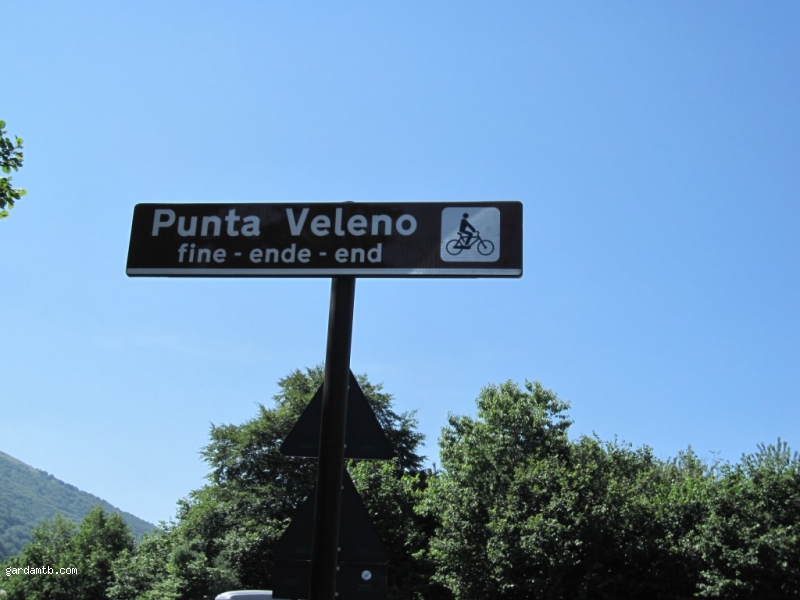 Punta Veleno
fine - ende - end
gardamtb.com